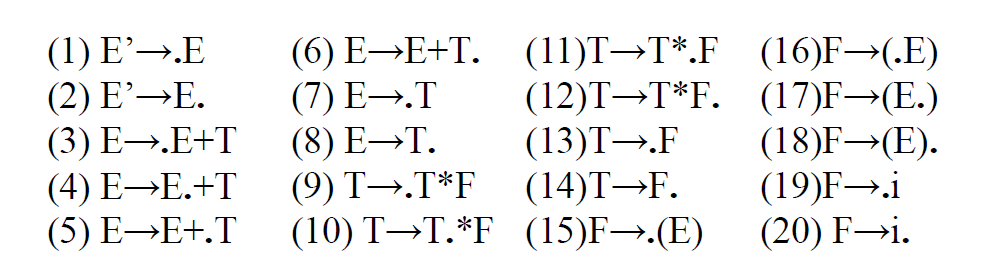 (1) E’→.E (6) E→E+T. (11)T→T*.F (16)F→(.E)
(2) E’→E. (7) E→.T (12)T→T*F. (17)F→(E.)
(3) E→.E+T (8) E→T. (13)T→.F (18)F→(E).
(4) E→E.+T (9) T→.T*F (14)T→F. (19)F→.i
(5) E→E+.T (10) T→T.*F (15)F→.(E) (20) F→i.